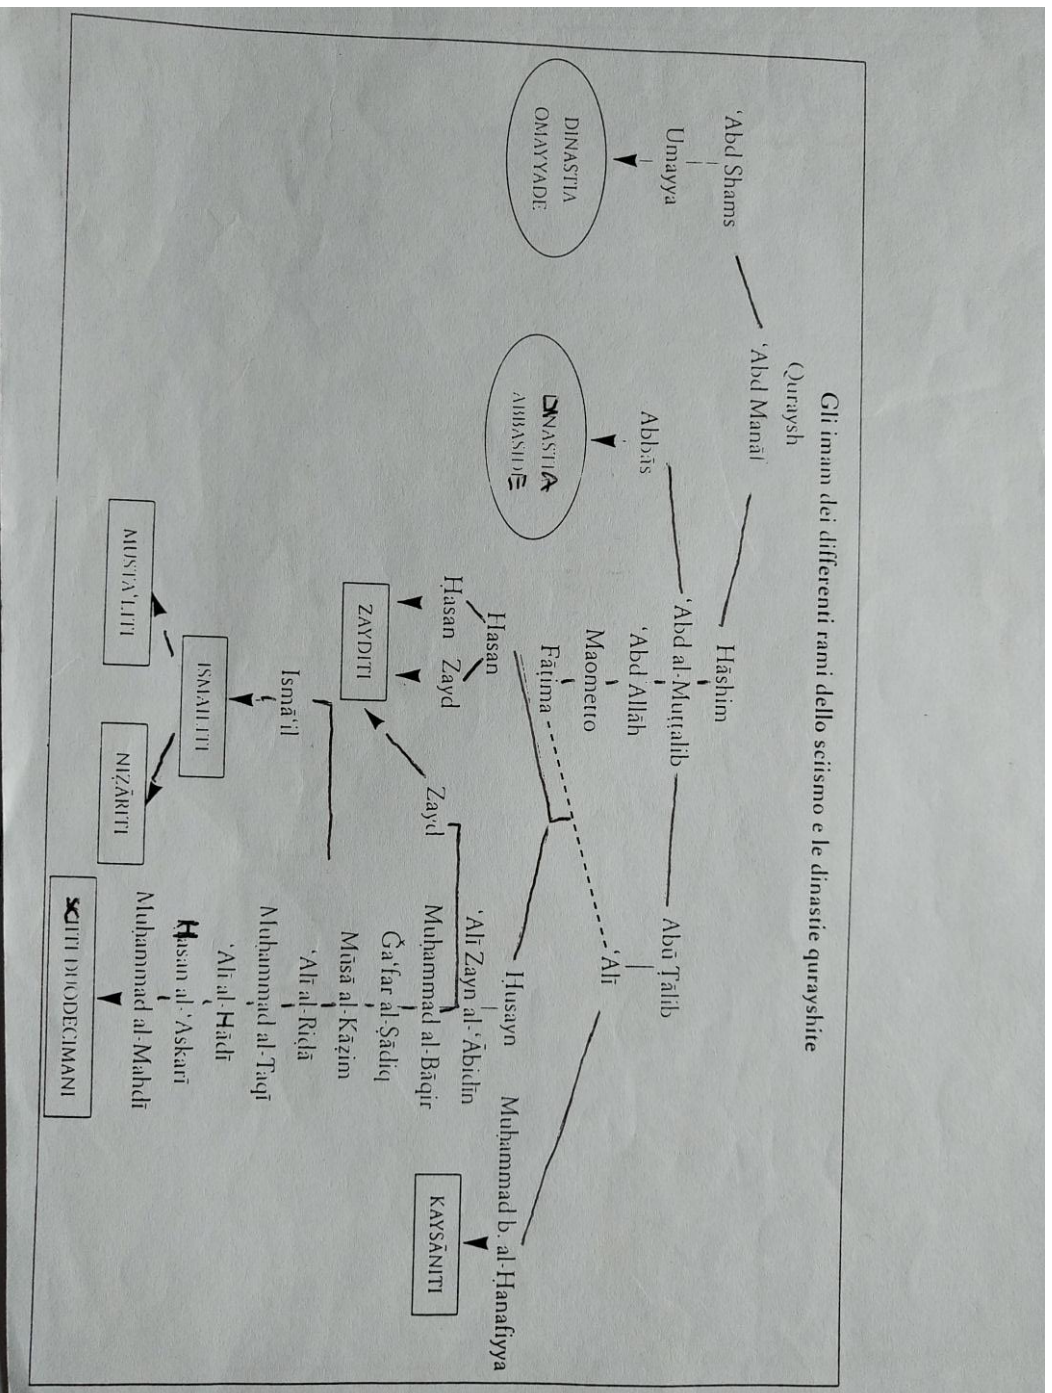 Gli imam dei differenti rami dello sciismo e le dinastie qurayshite
Quraysh
'Abd Shams
'Abd Manāf
Hāshim
Umayya
Abbās
'Abd al-Muṭṭalib
Abū Ṭālib
'Abd Allāh
Maometto
Fāṭima
'Alī
DINASTIA
OMAYYADE
DINASTIA
ABBASIDE
Hasan
Ḥusayn
Muḥammad b. al-Ḥanafiyya
Ḥasan
Zayd
'Alī Zayn al-'Ābidīn
Zayd
Muḥammad al-Bāqir
KAYSĀNITI
Ǧa'far al-Ṣādiq
ZAYDITI
Mūsā al-Kāẓim
Ismā'īl
'Alī al-Riḍā
Muḥammad al-Taqī
ISMAILITI
'Alī al-Hādī
Hasan al-'Askarī
MUSTA'LITI
NIZĀRITI
Muḥammad al-Mahdī
SCIITI DUODECIMANI